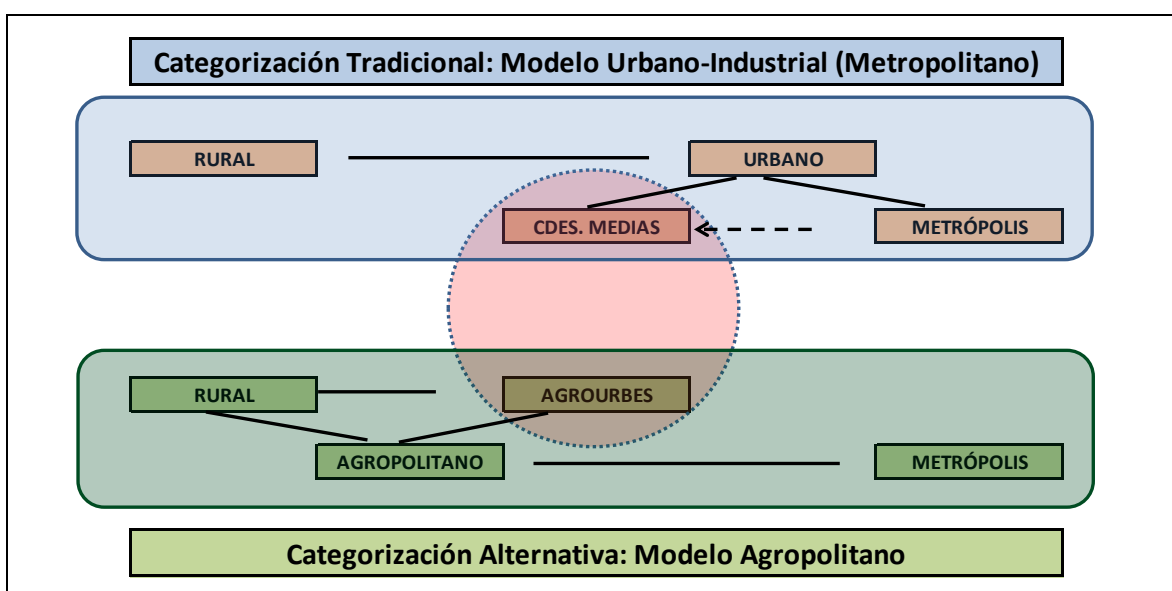 Categorización Tradicional: Modelo Urbano-Industrial (Metropolitano)
RURAL
URBANO
CDES. MEDIAS
METRÓPOLIS
RURAL
AGROURBES
AGROPOLITANO
METRÓPOLIS
Categorización Alternativa: Modelo Agropolitano